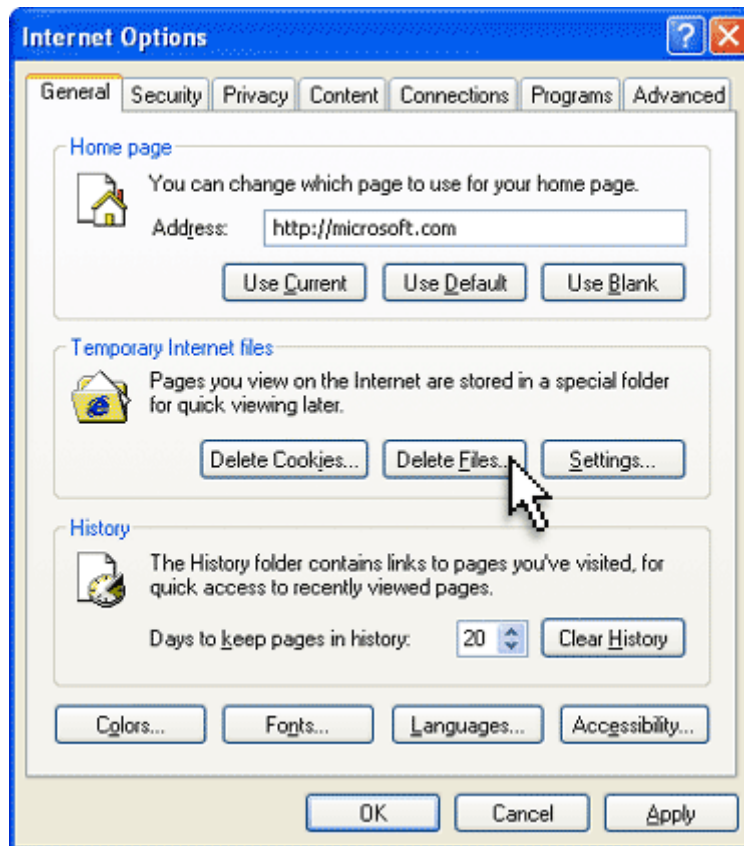 Internet Options
General Security Privacy Content Connections Programs Advanced
Home page
You can change which page to use for your home page.
Address: http://microsoft.com
Use Current Use Default Use Blank
Temporary Internet files
Pages you view on the Internet are stored in a special folder
for quick viewing later.
Delete Cookies... Delete Files... Settings...
History
The History folder contains links to pages you've visited, for
quick access to recently viewed pages.
Days to keep pages in history: 20 Clear History
Colors... Fonts... Languages... Accessibility...
OK Cancel Apply